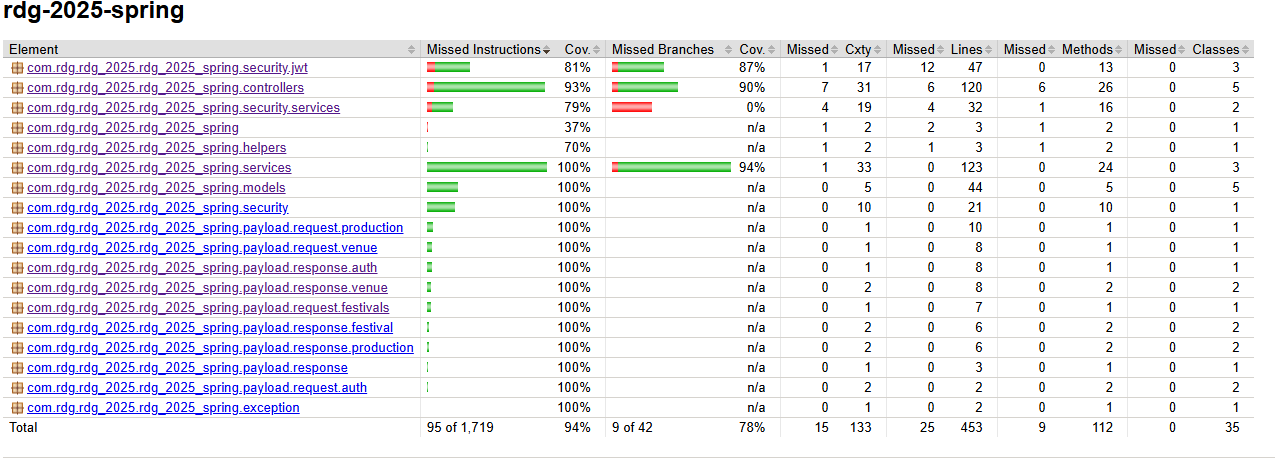 rdg-2025-spring
Element Missed Instructions Cov. Missed Branches Cov. Missed Cxty Missed Lines Missed Methods Missed Classes
com.rdg.rdg_2025.rdg_2025_spring.security.jwt 81% 87% 1 17 12 47 0 13 0 3
com.rdg.rdg_2025.rdg_2025_spring.controllers 93% 90% 7 31 6 120 6 26 0 5
com.rdg.rdg_2025.rdg_2025_spring.security.services 79% 0% 4 19 4 32 1 16 0 2
com.rdg.rdg_2025.rdg_2025_spring 37% n/a 1 2 2 3 1 2 0 1
com.rdg.rdg_2025.rdg_2025_spring.helpers 70% n/a 1 2 1 3 1 2 0 1
com.rdg.rdg_2025.rdg_2025_spring.services 100% 94% 1 33 0 123 0 24 0 3
com.rdg.rdg_2025.rdg_2025_spring.models 100% n/a 0 5 0 44 0 5 0 5
com.rdg.rdg_2025.rdg_2025_spring.security 100% n/a 0 10 0 21 0 10 0 1
com.rdg.rdg_2025.rdg_2025_spring.payload.request.production 100% n/a 0 1 0 10 0 1 0 1
com.rdg.rdg_2025.rdg_2025_spring.payload.request.venue 100% n/a 0 1 0 8 0 1 0 1
com.rdg.rdg_2025.rdg_2025_spring.payload.response.auth 100% n/a 0 1 0 8 0 1 0 1
com.rdg.rdg_2025.rdg_2025_spring.payload.response.venue 100% n/a 0 2 0 8 0 2 0 2
com.rdg.rdg_2025.rdg_2025_spring.payload.request.festivals 100% n/a 0 1 0 7 0 1 0 1
com.rdg.rdg_2025.rdg_2025_spring.payload.response.festival 100% n/a 0 2 0 6 0 2 0 2
com.rdg.rdg_2025.rdg_2025_spring.payload.response.production 100% n/a 0 2 0 6 0 2 0 2
com.rdg.rdg_2025.rdg_2025_spring.payload.response 100% n/a 0 1 0 3 0 1 0 1
com.rdg.rdg_2025.rdg_2025_spring.payload.request.auth 100% n/a 0 2 0 2 0 2 0 2
com.rdg.rdg_2025.rdg_2025_spring.exception 100% n/a 0 1 0 2 0 1 0 1
Total 95 of 1,719 94% 9 of 42 78% 15 133 25 453 9 112 0 35